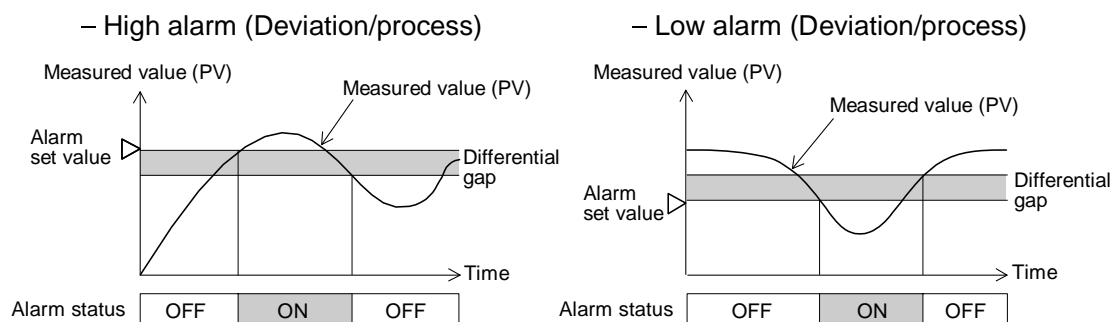 – High alarm (Deviation/process)
Measured value (PV)
Measured value (PV)
Alarm
set value
Differential
gap
Time
Alarm status OFF ON OFF
– Low alarm (Deviation/process)
Measured value (PV)
Measured value (PV)
Alarm
set value
Differential
gap
Time
Alarm status OFF ON OFF